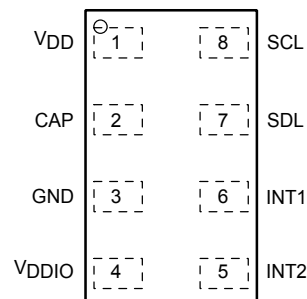 VDD 1 8 SCL
CAP 2 7 SDL
GND 3 6 INT1
VDDIO 4 5 INT2